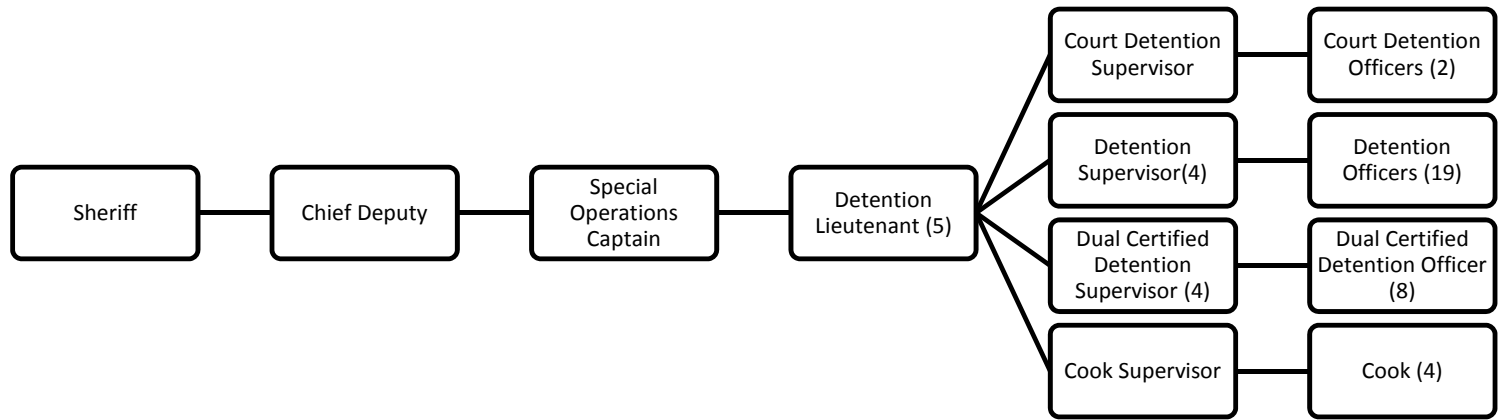 Sheriff
Chief Deputy
Special
Operations
Captain
Detention
Lieutenant (5)
Court Detention
Supervisor
Court Detention
Officers (2)
Detention
Supervisor(4)
Detention
Officers (19)
Dual Certified
Detention
Supervisor (4)
Dual Certified
Detention Officer
(8)
Cook Supervisor
Cook (4)